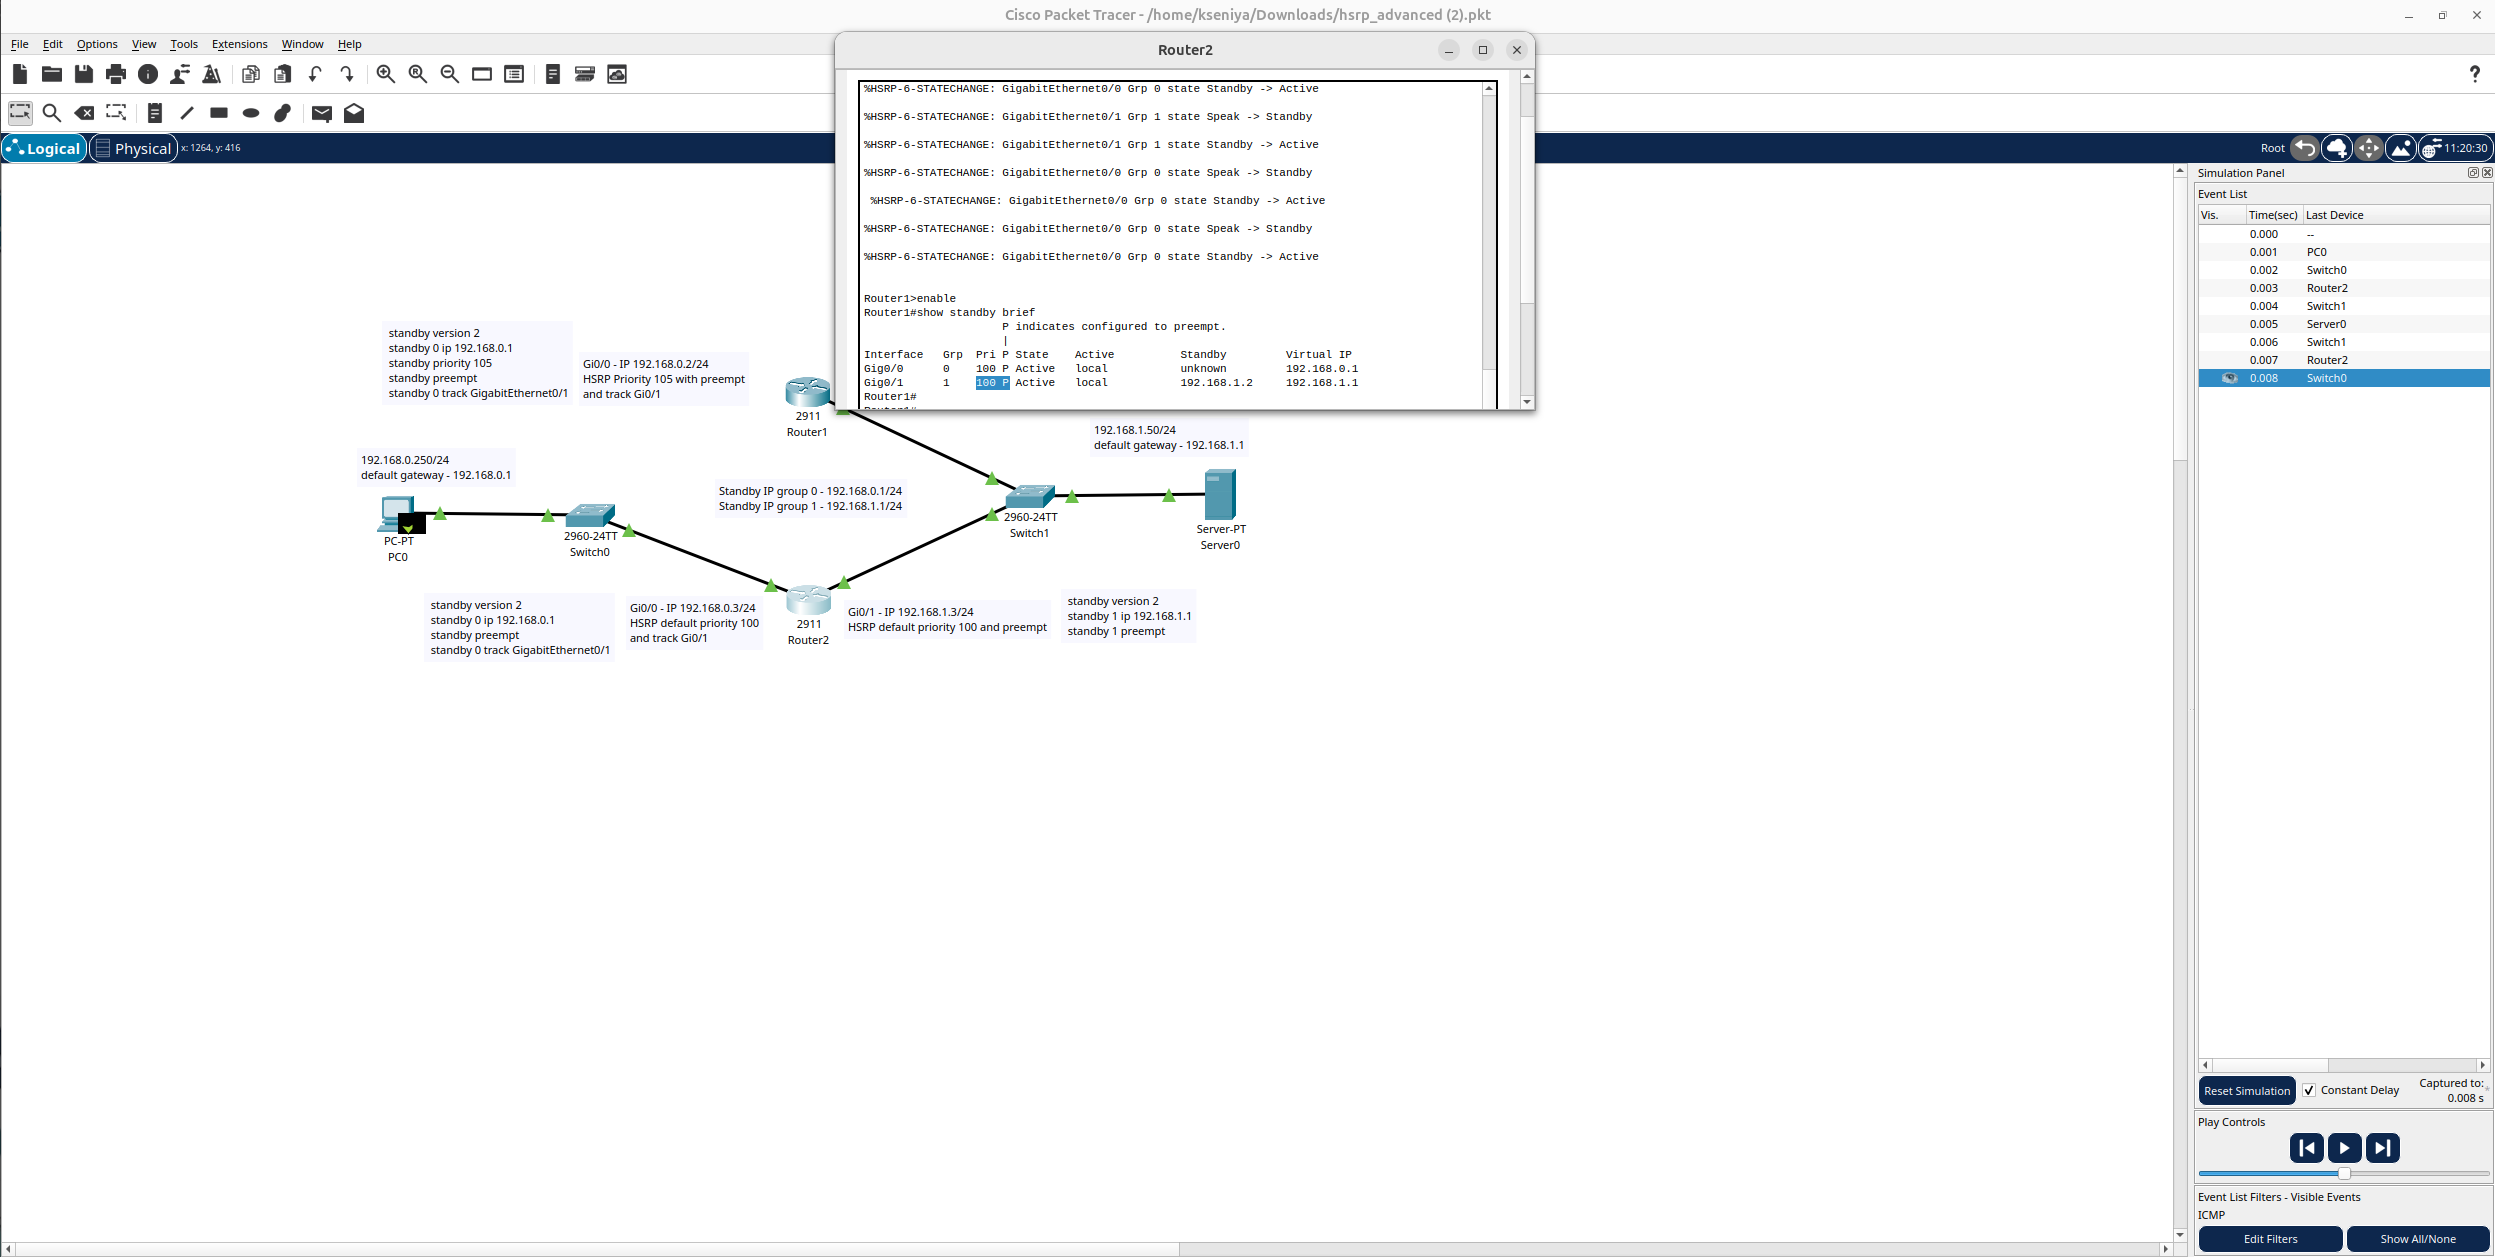 Cisco Packet Tracer - /home/kseniya/Downloads/hsrp_advanced (2).pkt
File Edit Options View Tools Extensions Window Help
?
Logical Physical x: 1264, y: 416
Root 11:20:30
Router2
%HSRP-6-STATECHANGE: GigabitEthernet0/0 Grp 0 state Standby -> Active
%HSRP-6-STATECHANGE: GigabitEthernet0/1 Grp 1 state Speak -> Standby
%HSRP-6-STATECHANGE: GigabitEthernet0/1 Grp 1 state Standby -> Active
%HSRP-6-STATECHANGE: GigabitEthernet0/0 Grp 0 state Speak -> Standby
%HSRP-6-STATECHANGE: GigabitEthernet0/0 Grp 0 state Standby -> Active
%HSRP-6-STATECHANGE: GigabitEthernet0/0 Grp 0 state Speak -> Standby
%HSRP-6-STATECHANGE: GigabitEthernet0/0 Grp 0 state Standby -> Active
Router1>enable
Router1#show standby brief
P indicates configured to preempt.
|
Interface Grp Pri P State Active Standby Virtual IP
Gig0/0 0 100 P Active local unknown 192.168.0.1
Gig0/1 1 100 P Active local 192.168.1.2 192.168.1.1
Router1#
Router1#
standby version 2
standby 0 ip 192.168.0.1
standby priority 105
standby preempt
standby 0 track GigabitEthernet0/1
Gi0/0 - IP 192.168.0.2/24
HSRP Priority 105 with preempt
and track Gi0/1
2911
Router1
192.168.1.50/24
default gateway - 192.168.1.1
192.168.0.250/24
default gateway - 192.168.0.1
Standby IP group 0 - 192.168.0.1/24
Standby IP group 1 - 192.168.1.1/24
PC-PT
PC0
2960-24TT
Switch0
2960-24TT
Switch1
Server-PT
Server0
standby version 2
standby 0 ip 192.168.0.1
standby preempt
standby 0 track GigabitEthernet0/1
Gi0/0 - IP 192.168.0.3/24
HSRP default priority 100
and track Gi0/1
2911
Router2
Gi0/1 - IP 192.168.1.3/24
HSRP default priority 100 and preempt
standby version 2
standby 1 ip 192.168.1.1
standby 1 preempt
Simulation Panel
Event List
Vis. Time(sec) Last Device
0.000 --
0.001 PC0
0.002 Switch0
0.003 Router2
0.004 Switch1
0.005 Server0
0.006 Switch1
0.007 Router2
0.008 Switch0
Reset Simulation Constant Delay Captured to:
0.008 s
Play Controls
Event List Filters - Visible Events
ICMP
Edit Filters Show All/None